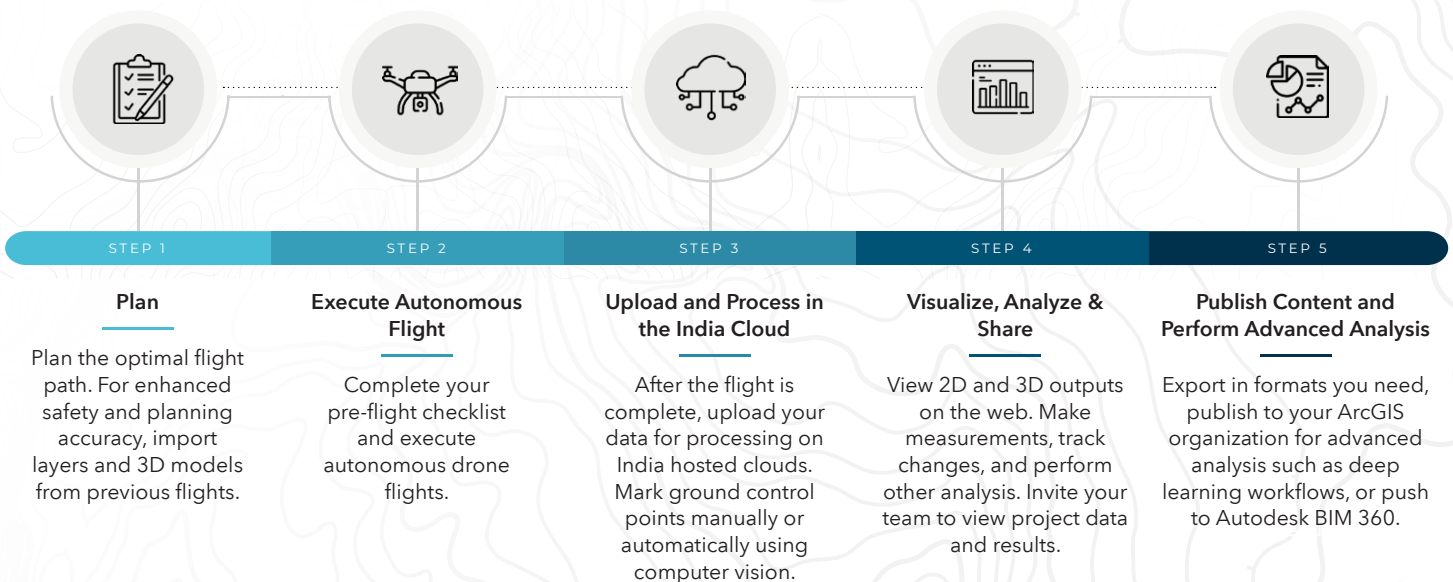 STEP 1
STEP 2
STEP 3
STEP 4
STEP 5
Plan
Plan the optimal flight
path. For enhanced
safety and planning
accuracy, import
layers and 3D models
from previous flights.
Execute Autonomous
Flight
Complete your
pre-flight checklist
and execute
autonomous drone
flights.
Upload and Process in
the India Cloud
After the flight is
complete, upload your
data for processing on
India hosted clouds.
Mark ground control
points manually or
automatically using
computer vision.
Visualize, Analyze &
Share
View 2D and 3D outputs
on the web. Make
measurements, track
changes, and perform
other analysis. Invite your
team to view project data
and results.
Publish Content and
Perform Advanced Analysis
Export in formats you need,
publish to your ArcGIS
organization for advanced
analysis such as deep
learning workflows, or push
to Autodesk BIM 360.